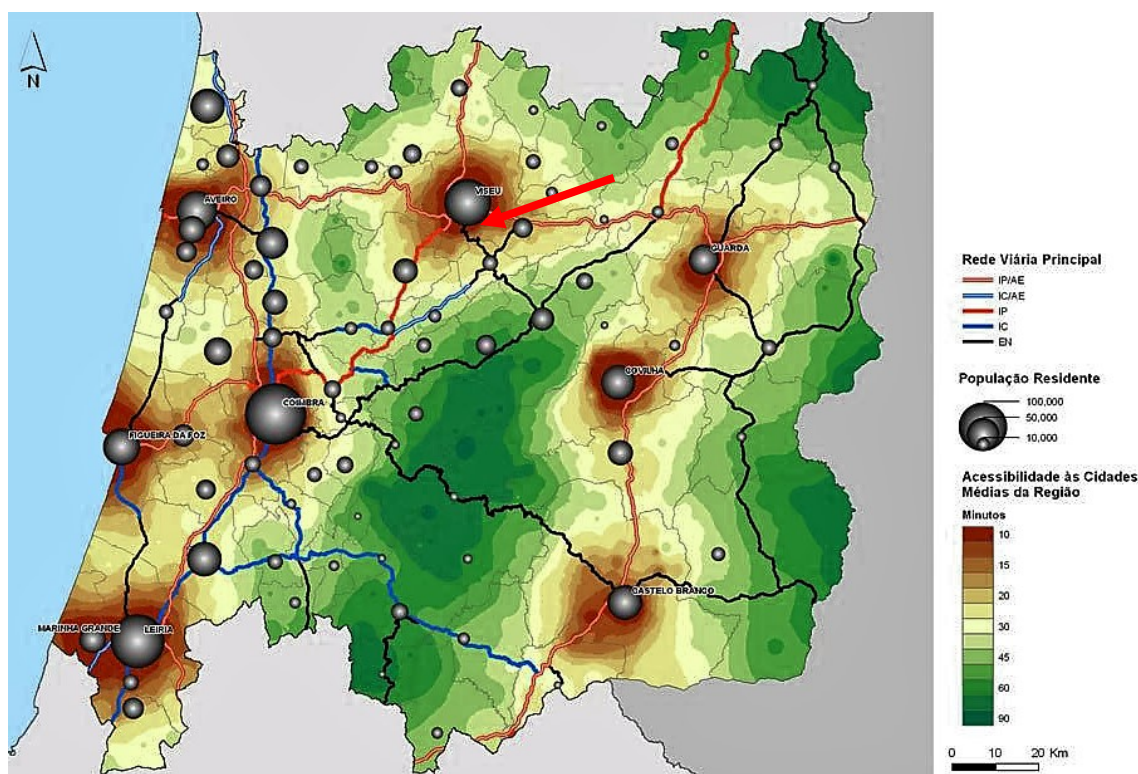 N
VISEU
AVEIRO
GUARDA
COVILHA
COIMBRA
FIGUEIRA DA FOZ
CASTELO BRANCO
MARINHA GRANDE
LEIRIA
Rede Viária Principal
IP/AE
IC/AE
IP
IC
EN
População Residente
100,000
50,000
10,000
Acessibilidade às Cidades
Médias da Região
Minutos
10
15
20
30
45
60
90
0 10 20 Km